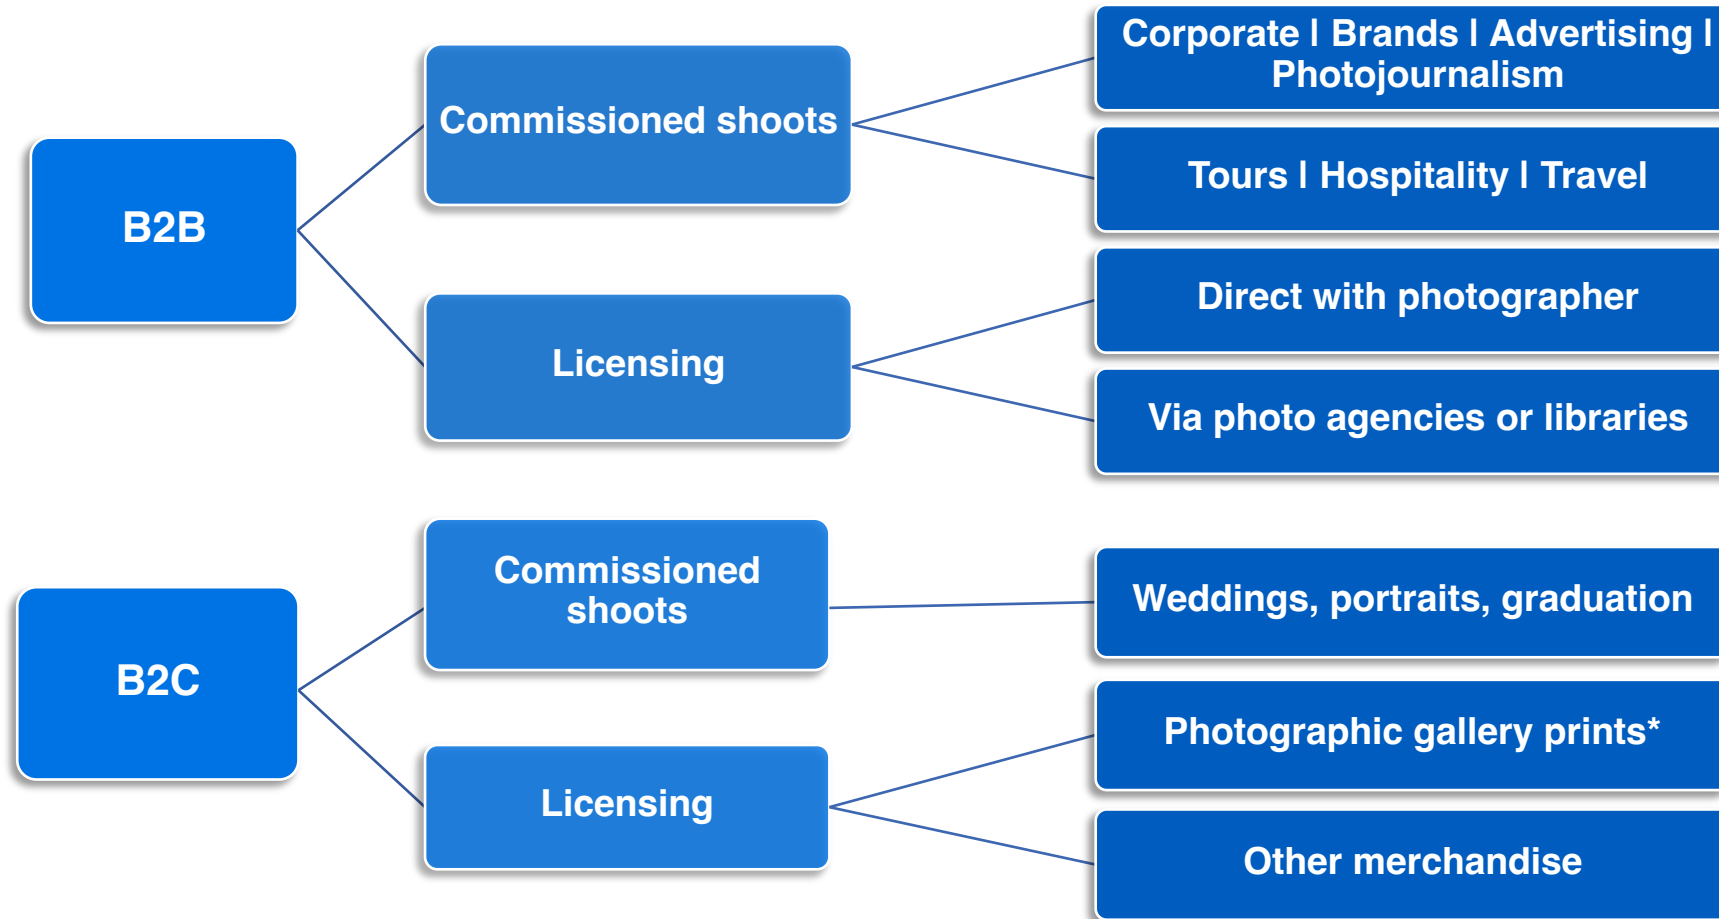 B2B
Commissioned shoots
Corporate | Brands | Advertising |
Photojournalism
Tours | Hospitality | Travel
Licensing
Direct with photographer
Via photo agencies or libraries
B2C
Commissioned
shoots
Weddings, portraits, graduation
Licensing
Photographic gallery prints*
Other merchandise